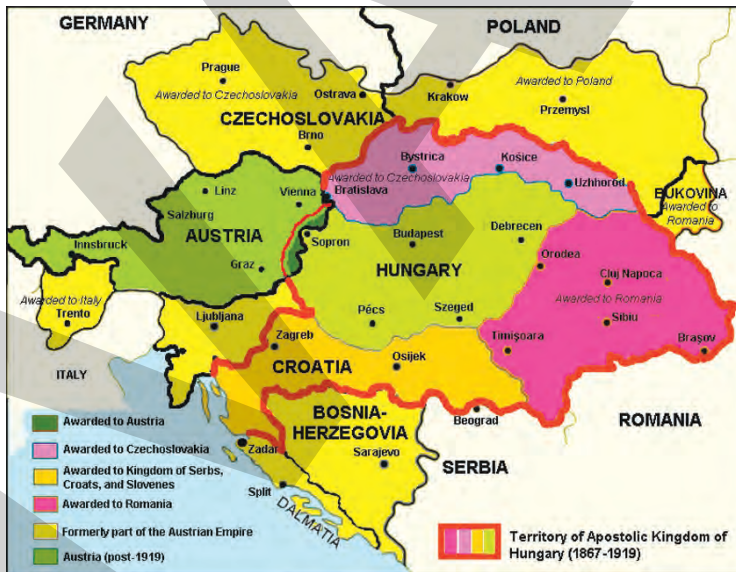 GERMANY
POLAND
Prague
Awarded to Czechoslovakia
Ostrava
CZECHOSLOVAKIA
Brno
Krakow
Awarded to Poland
Przemysl
Bystrica
Košice
Awarded to Czechoslovakia
Uzhhorod
Bratislava
BUKOVINA
Awarded to
Romania
Linz
Vienna
Salzburg
AUSTRIA
Innsbruck
Graz
Sopron
Budapest
Debrecen
HUNGARY
Orodea
Cluj Napoca
Awarded to Romania
Sibiu
Pécs
Szeged
Timişoara
Braşov
Awarded to Italy
Trento
Ljubljana
Zagreb
ITALY
CROATIA
Osijek
BOSNIA-
HERZEGOVIA
Beograd
ROMANIA
Sarajevo
SERBIA
Zadar
Split
DALMATIA
Awarded to Austria
Awarded to Czechoslovakia
Awarded to Kingdom of Serbs,
Croats, and Slovenes
Awarded to Romania
Formerly part of the Austrian Empire
Austria (post-1919)
Territory of Apostolic Kingdom of
Hungary (1867-1919)